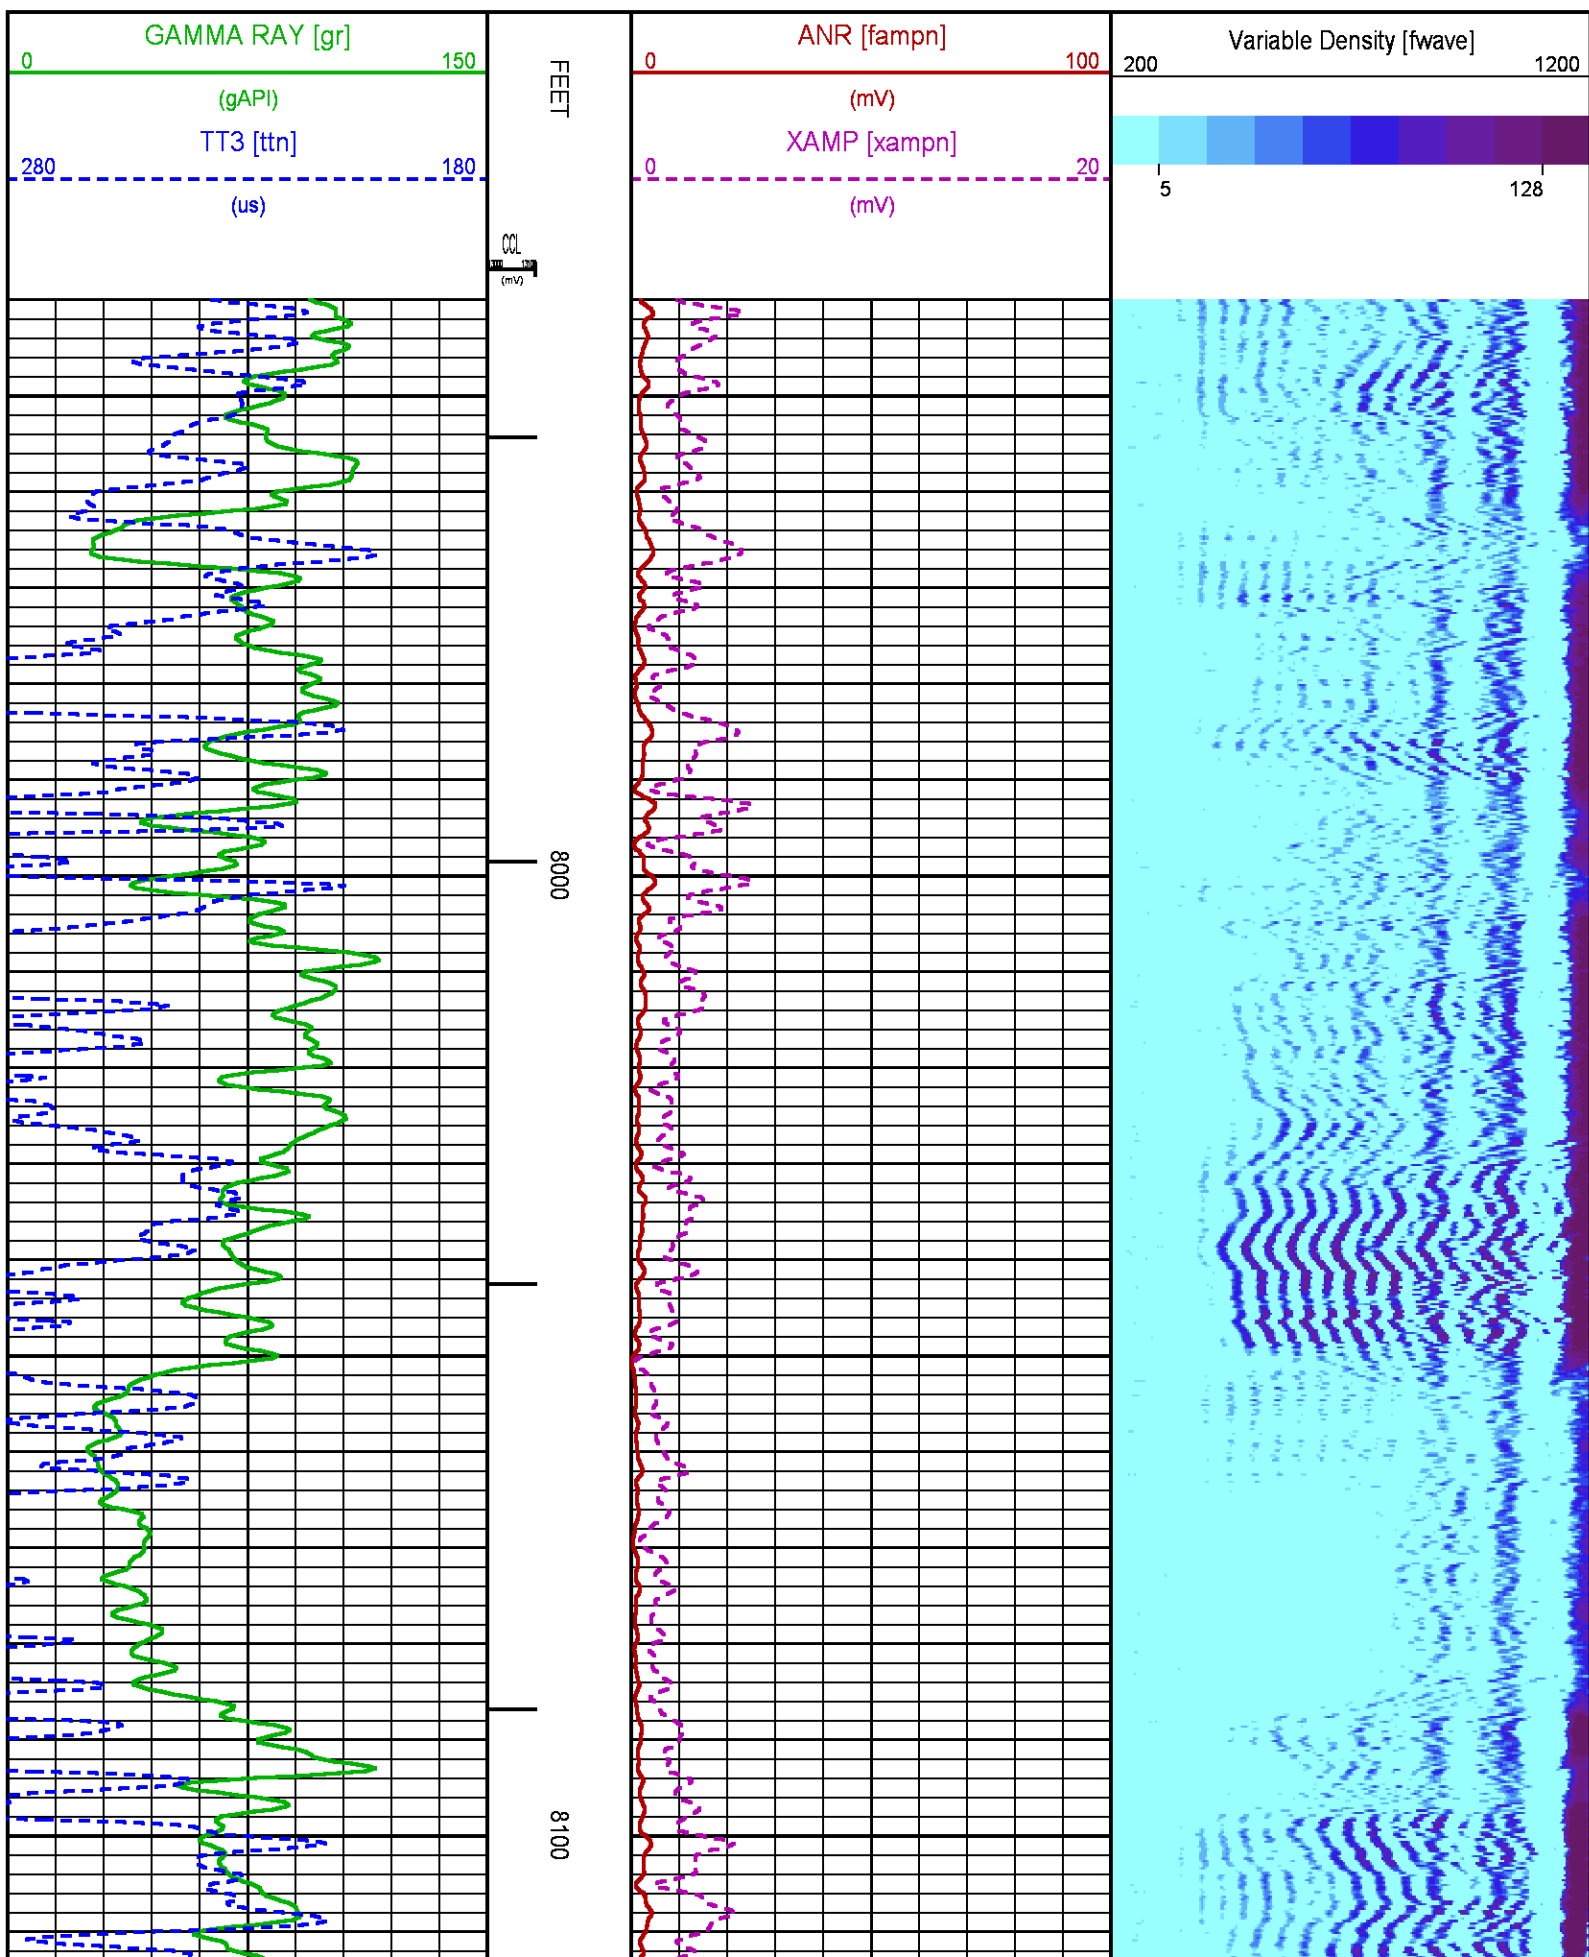 GAMMA RAY [gr]
0 150
(gAPI)
TT3 [ttn]
280 180
(us)
FEET
CCL
(mV)
ANR [fampn]
0 100
(mV)
XAMP [xampn]
0 20
(mV)
Variable Density [fwave]
200 1200
5 128
8000
8100